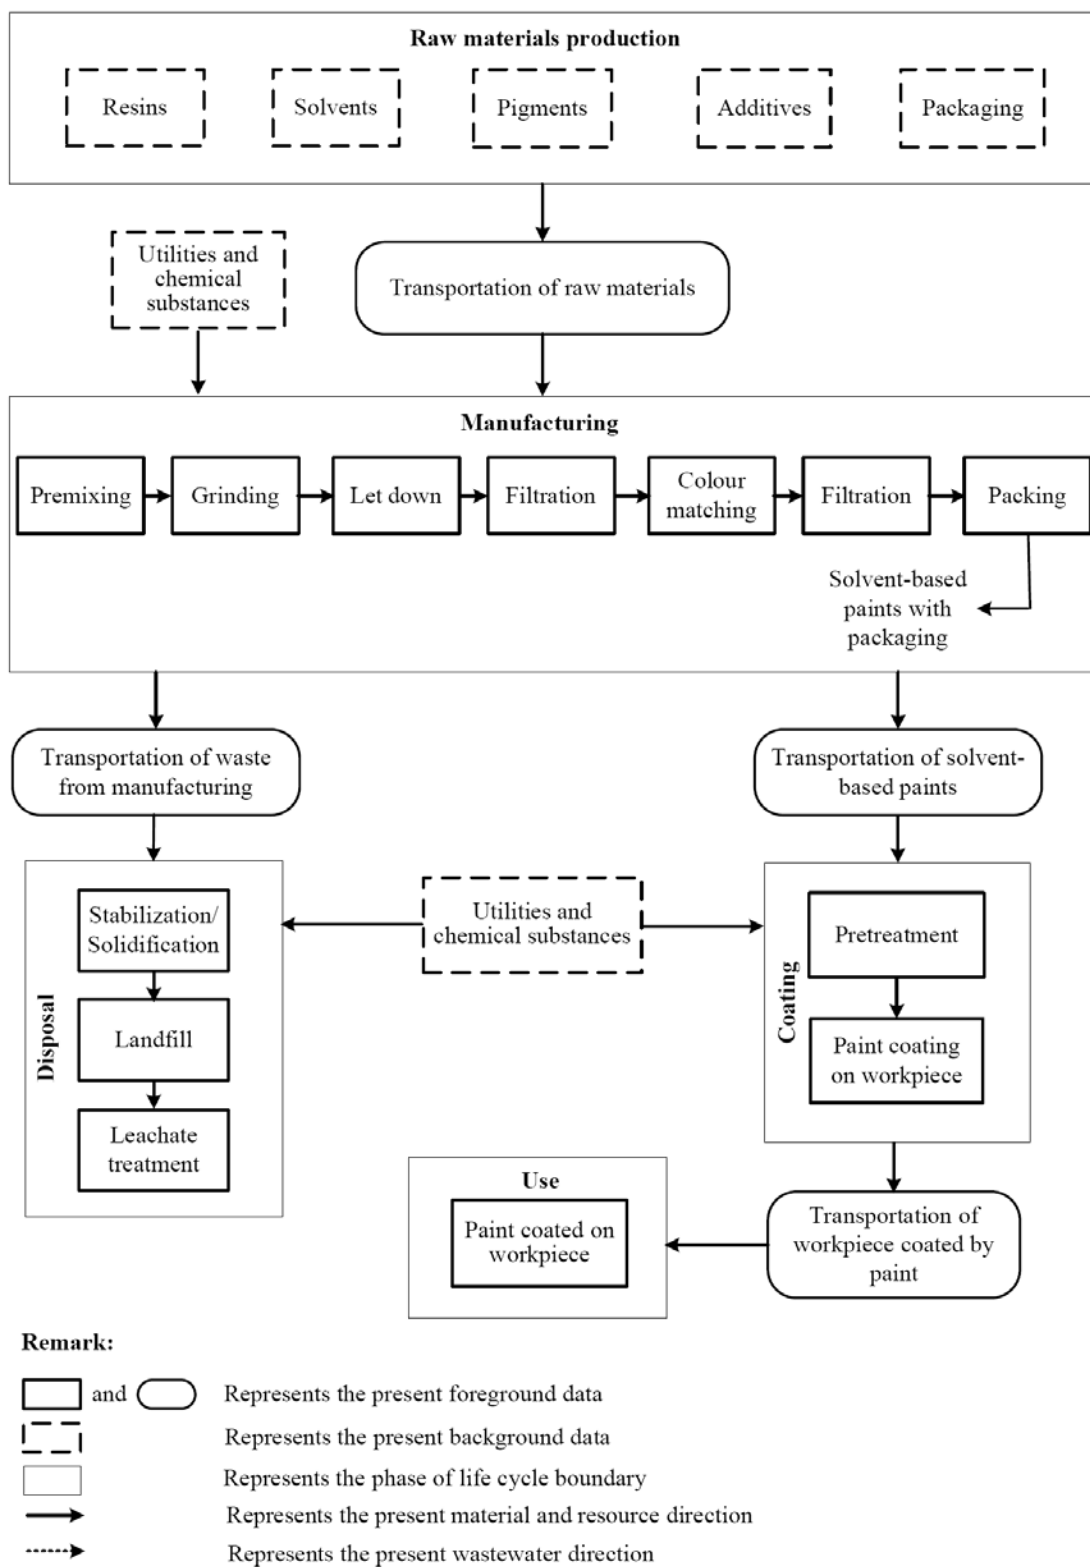 Raw materials production
Resins
Solvents
Pigments
Additives
Packaging
Utilities and
chemical
substances
Transportation of raw materials
Manufacturing
Premixing
Grinding
Let down
Filtration
Colour
matching
Filtration
Packing
Solvent-based
paints with
packaging
Transportation of waste
from manufacturing
Transportation of solvent-
based paints
Disposal
Stabilization/
Solidification
Landfill
Leachate
treatment
Utilities and
chemical substances
Coating
Pretreatment
Paint coating
on workpiece
Use
Paint coated on
workpiece
Transportation of
workpiece coated by
paint
Remark:
and
Represents the present foreground data
Represents the present background data
Represents the phase of life cycle boundary
Represents the present material and resource direction
Represents the present wastewater direction